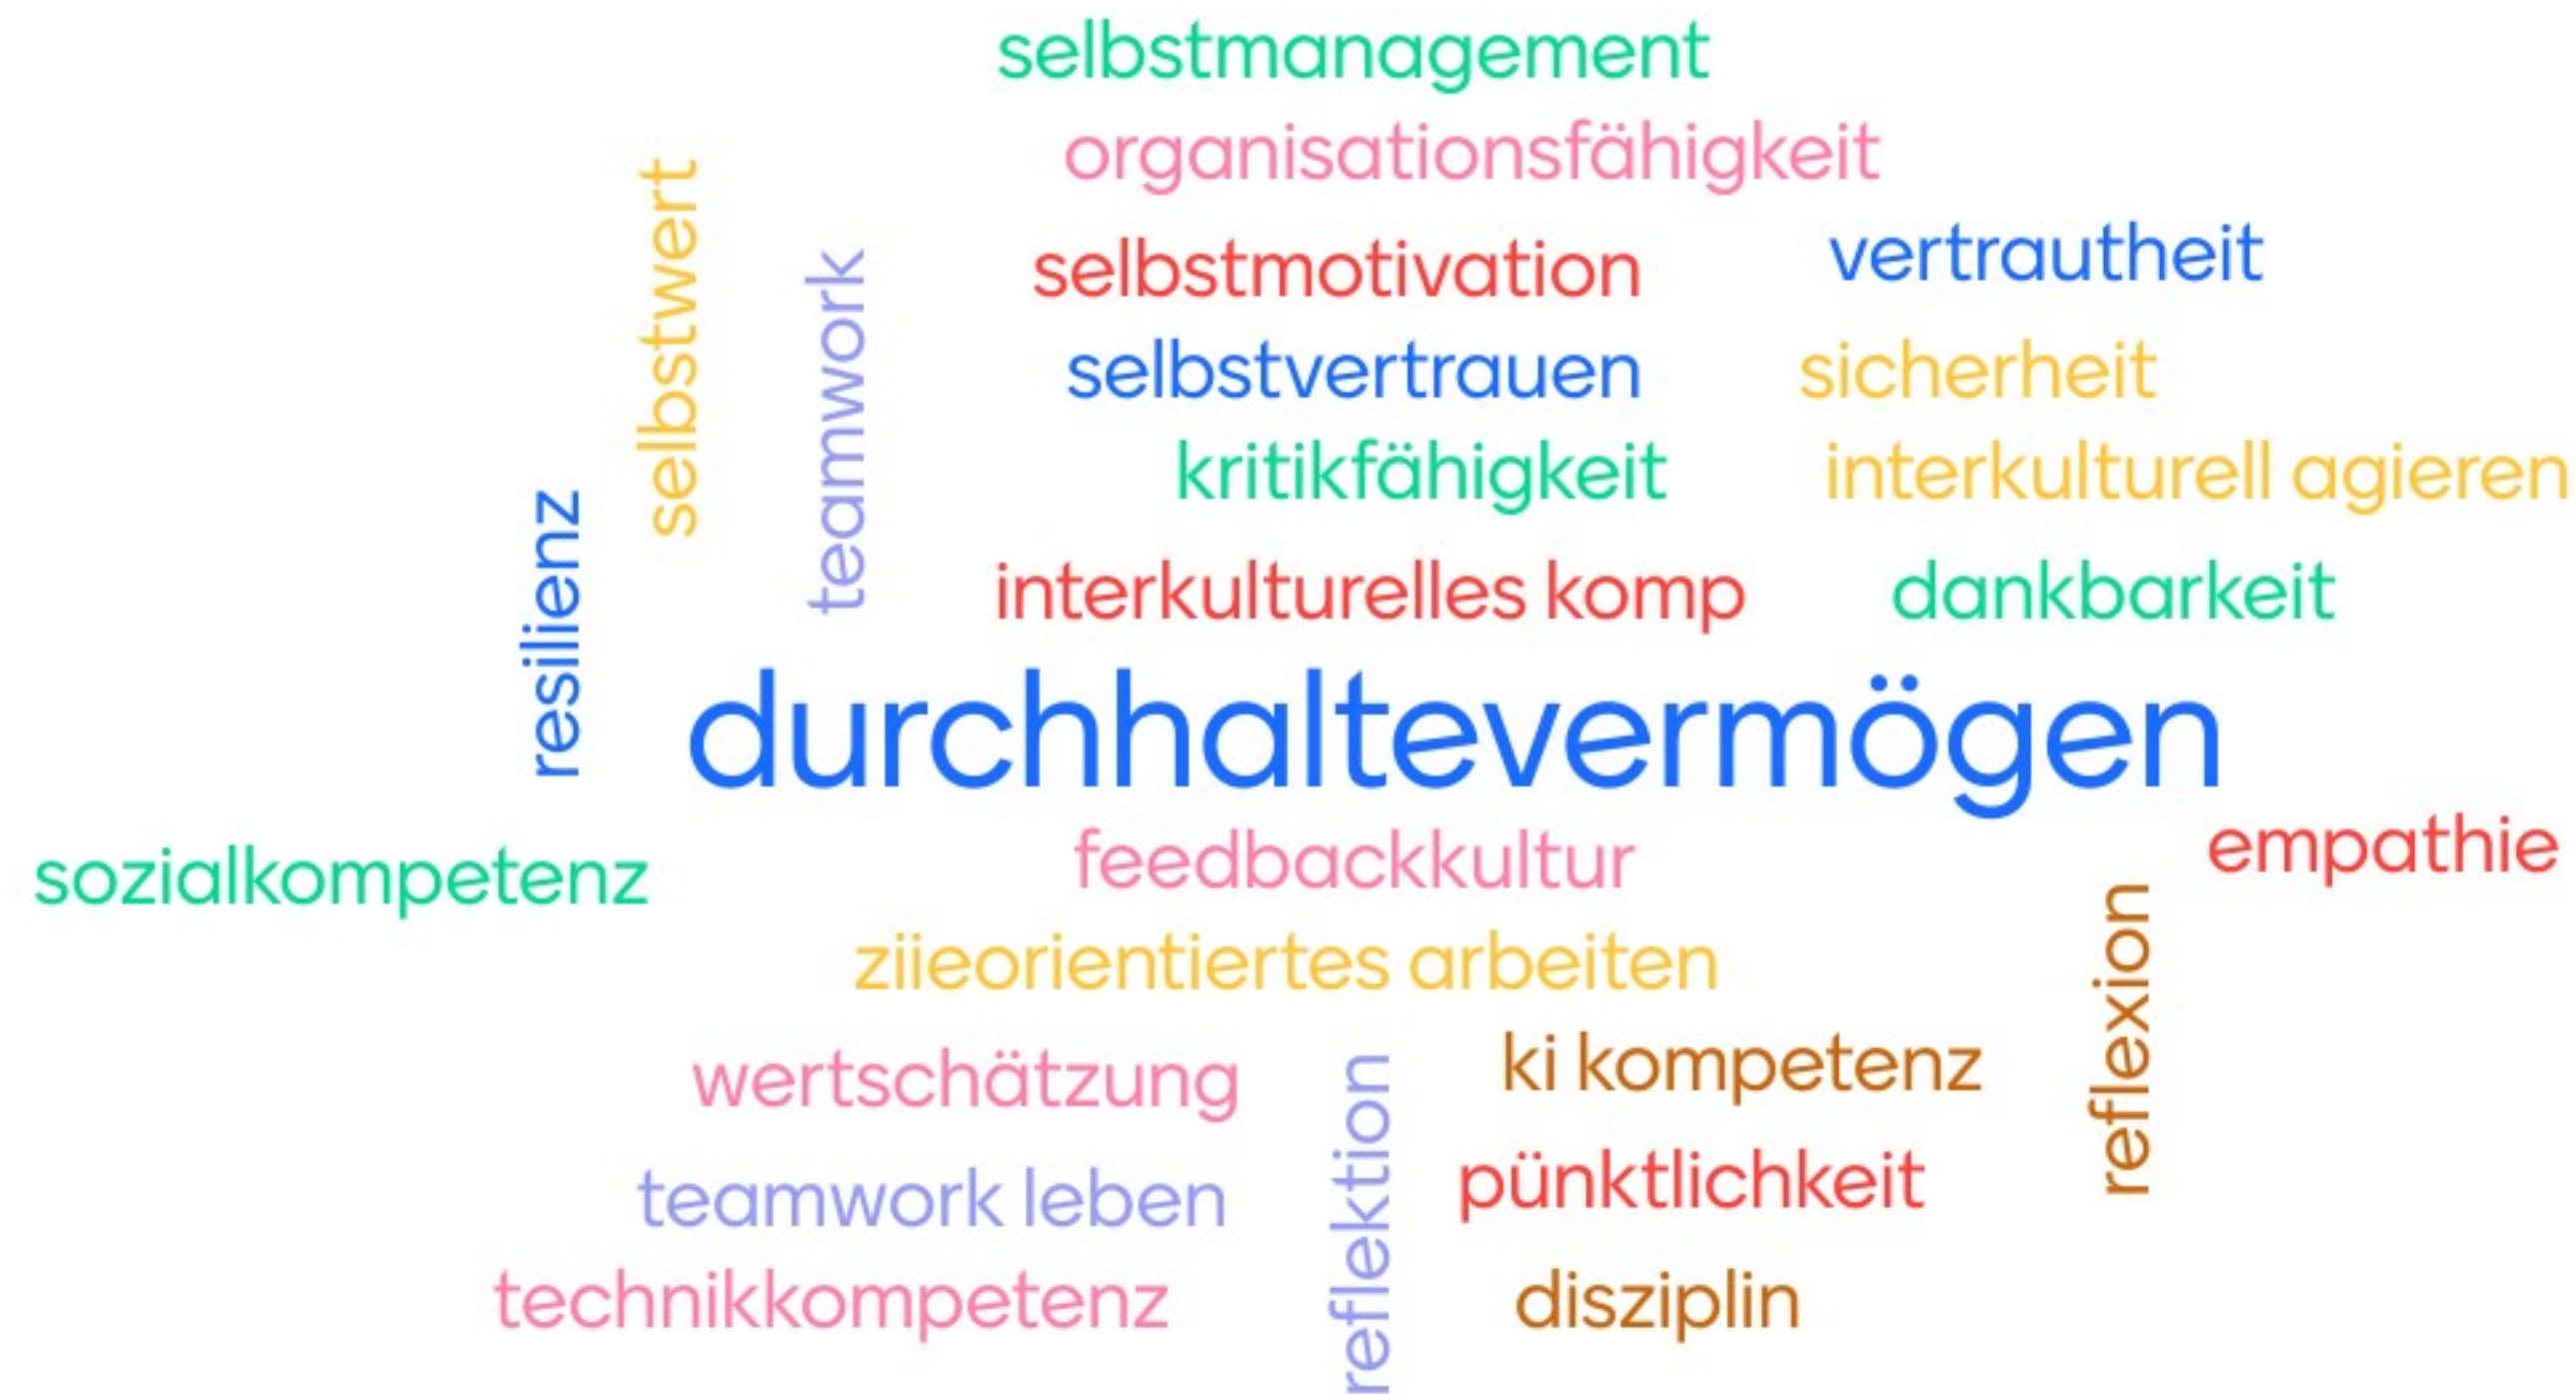 selbstmanagement
organisationsfähigkeit
selbstwert
teamwork
selbstmotivation
vertrautheit
selbstvertrauen
sicherheit
kritikfähigkeit
interkulturell agieren
resilienz
interkulturelles komp
dankbarkeit
durchhaltevermögen
sozialkompetenz
feedbackkultur
empathie
ziieorientiertes arbeiten
reflexion
wertschätzung
reflektion
ki kompetenz
teamwork leben
pünktlichkeit
technikkompetenz
disziplin